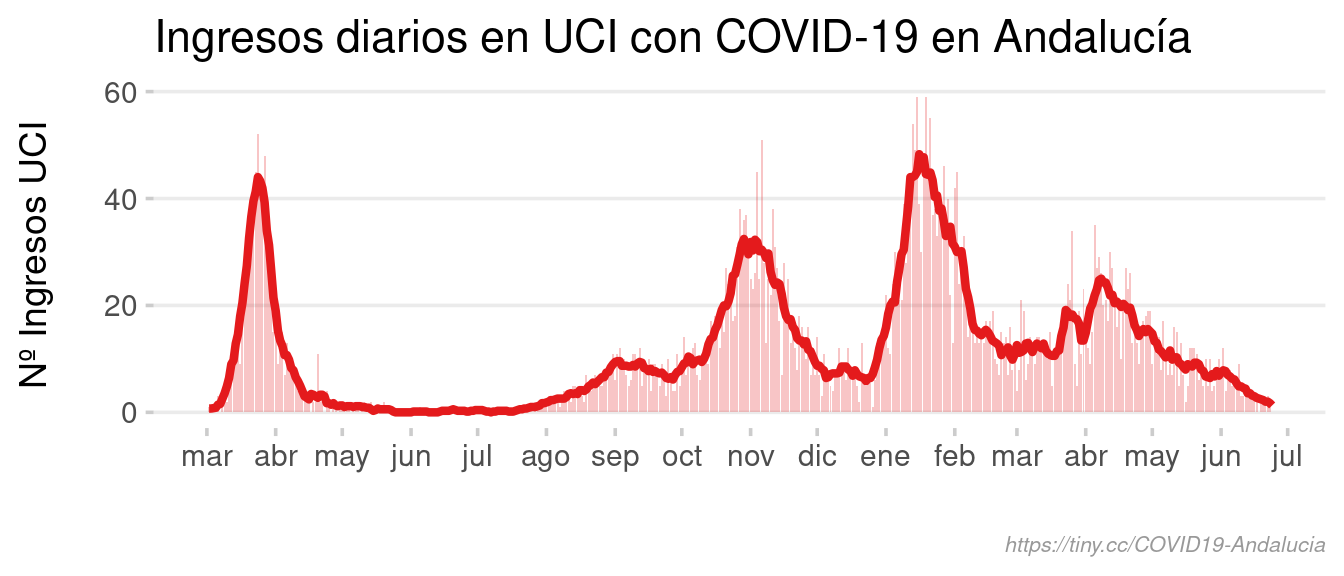 Ingresos diarios en UCI con COVID-19 en Andalucía
Nº Ingresos UCI
60
40
20
0
mar abr may jun jul ago sep oct nov dic ene feb mar abr may jun jul
https://tiny.cc/COVID19-Andalucia